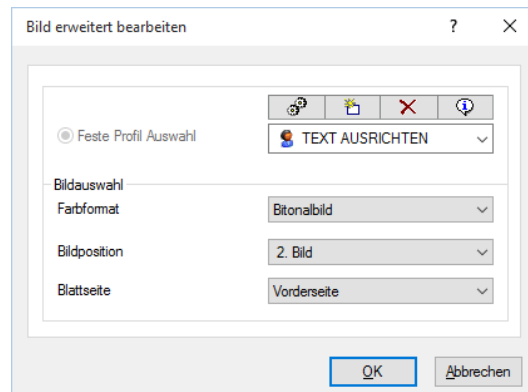 Bild erweitert bearbeiten
Feste Profil Auswahl
TEXT AUSRICHTEN
Bildauswahl
Farbformat
Bitonalbild
Bildposition
2. Bild
Blattseite
Vorderseite
OK
Abbrechen